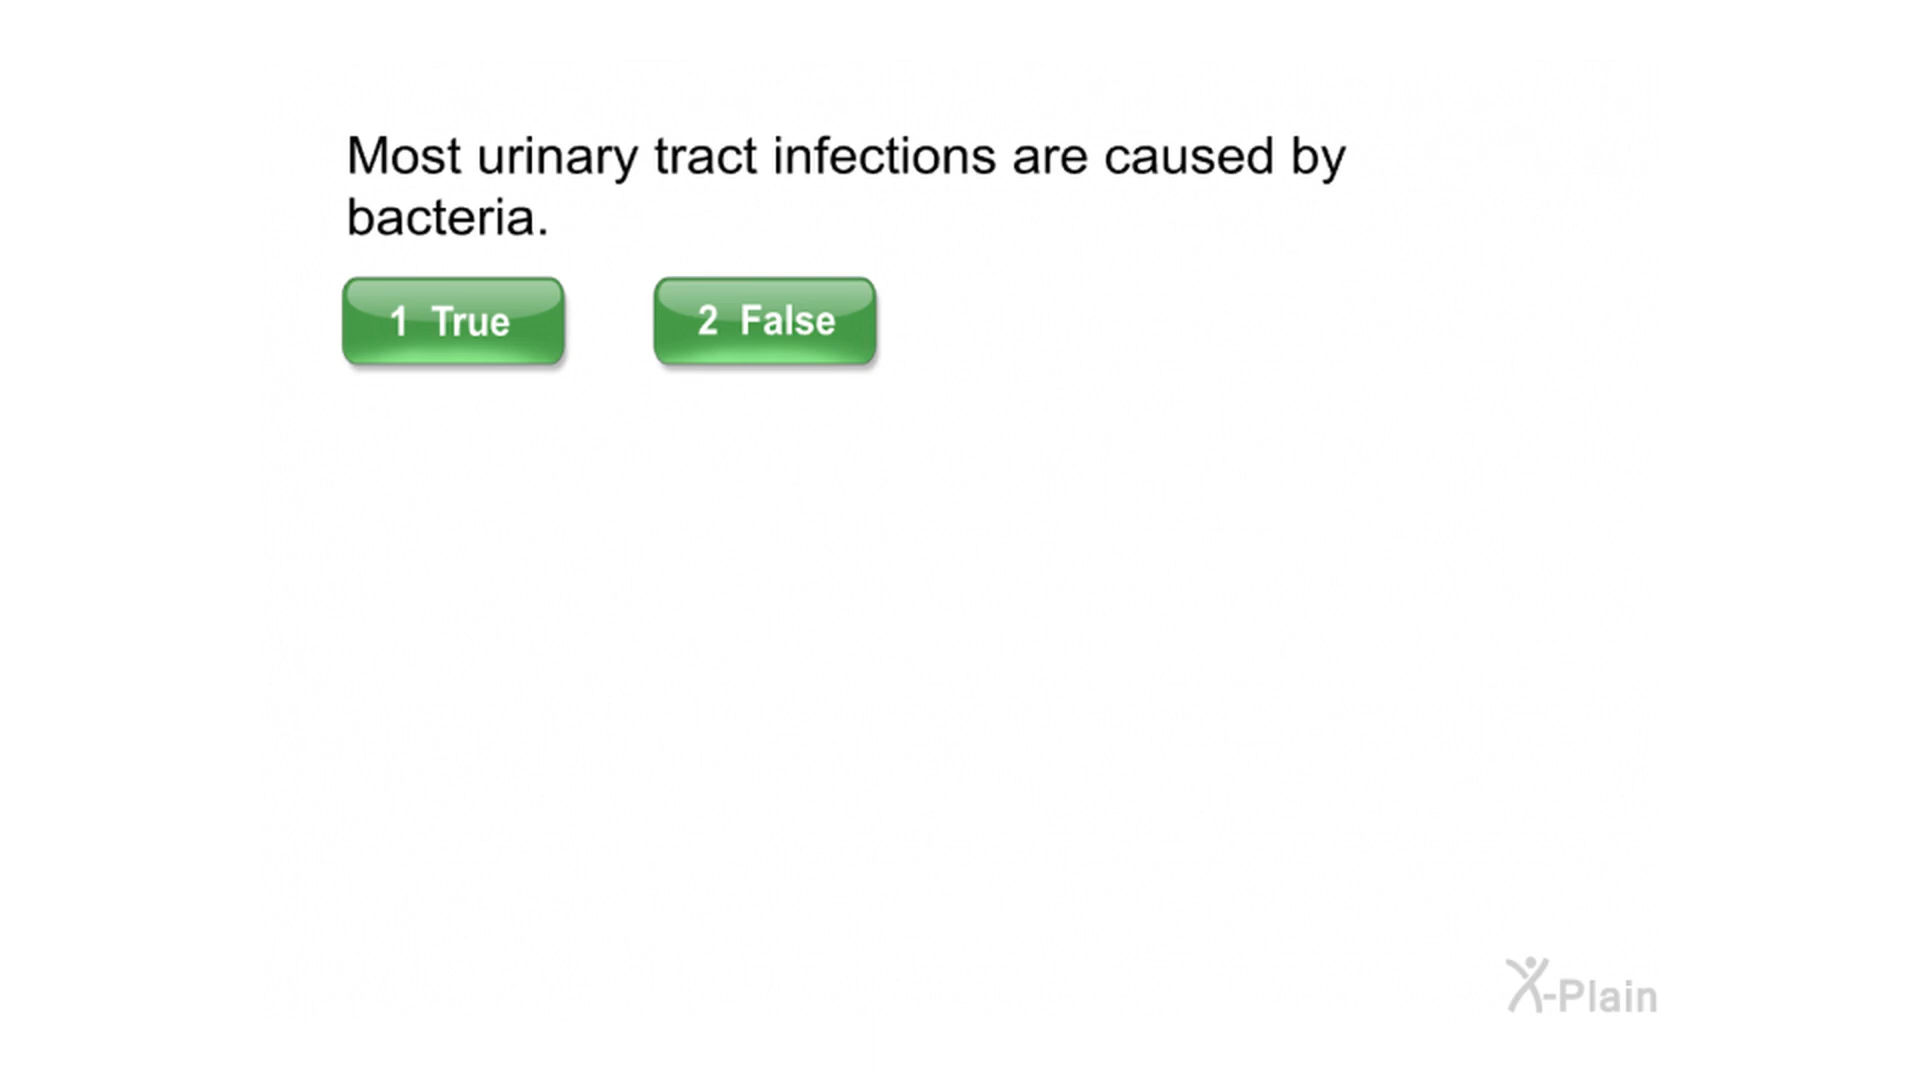 Most urinary tract infections are caused by
bacteria.
1 True
2 False
X-Plain